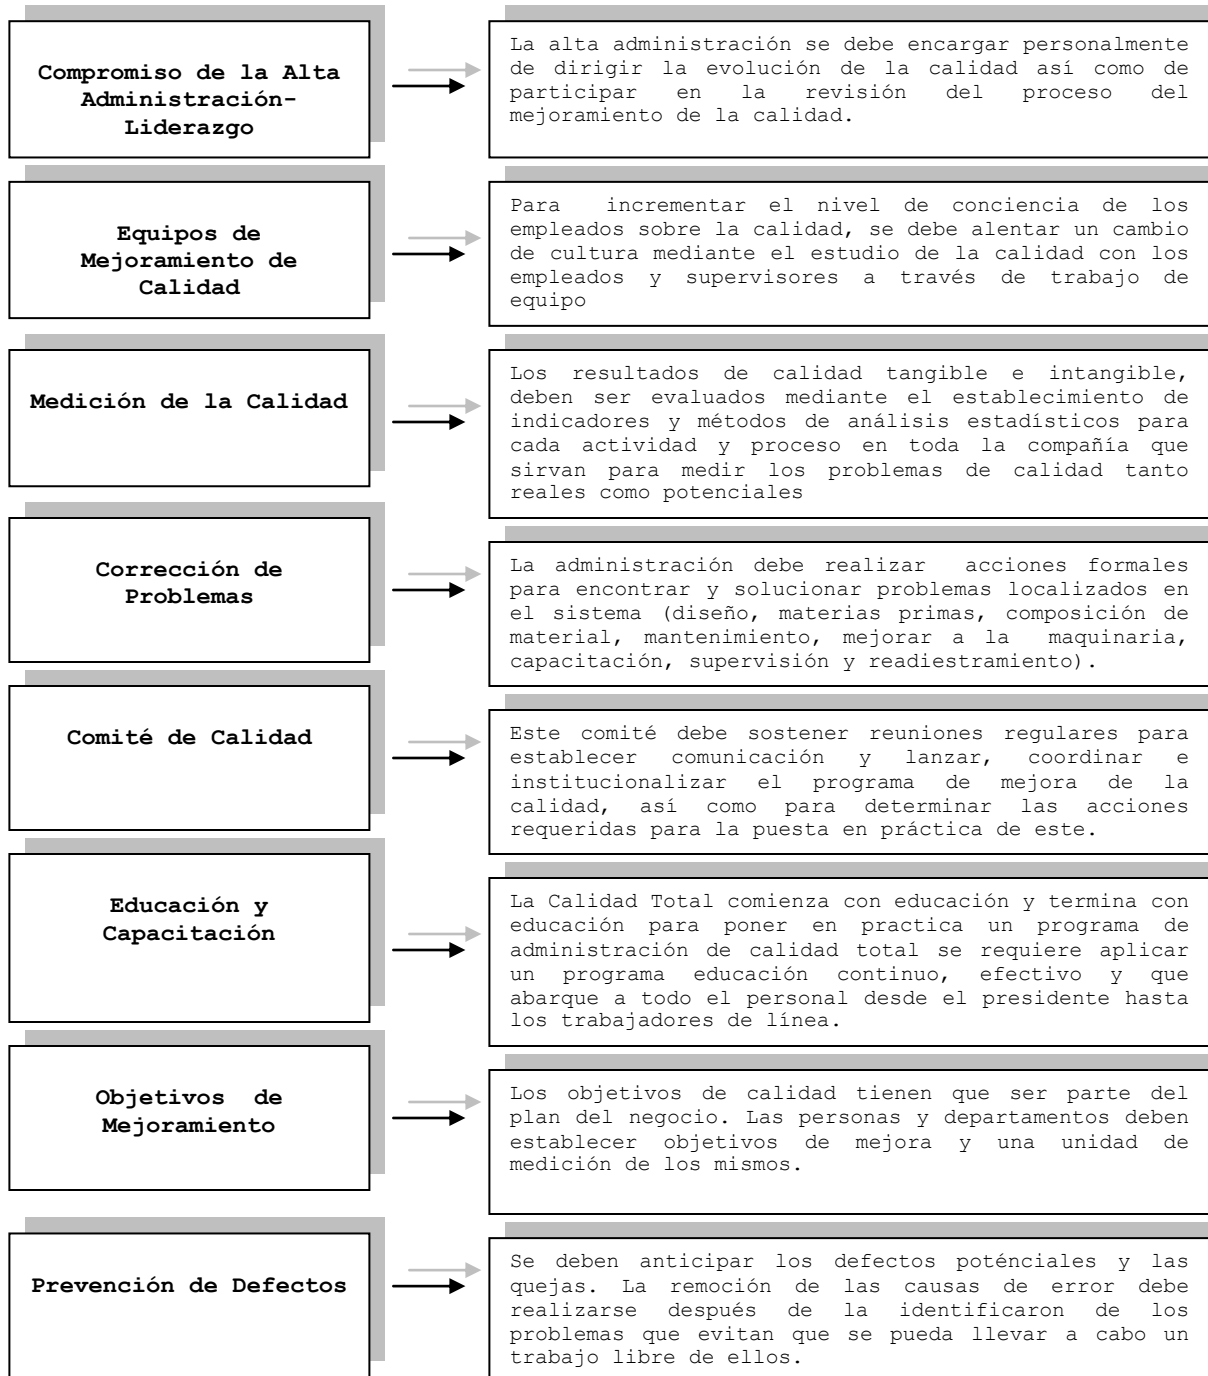 Compromiso de la Alta
Administración-
Liderazgo
La alta administración se debe encargar personalmente
de dirigir la evolución de la calidad así como de
participar en la revisión del proceso del
mejoramiento de la calidad.
Equipos de
Mejoramiento de
Calidad
Para incrementar el nivel de conciencia de los
empleados sobre la calidad, se debe alentar un cambio
de cultura mediante el estudio de la calidad con los
empleados y supervisores a través de trabajo de
equipo
Medición de la Calidad
Los resultados de calidad tangible e intangible,
deben ser evaluados mediante el establecimiento de
indicadores y métodos de análisis estadísticos para
cada actividad y proceso en toda la compañía que
sirvan para medir los problemas de calidad tanto
reales como potenciales
Corrección de
Problemas
La administración debe realizar acciones formales
para encontrar y solucionar problemas localizados en
el sistema (diseño, materias primas, composición de
material, mantenimiento, mejorar a la maquinaria,
capacitación, supervisión y readiestramiento).
Comité de Calidad
Este comité debe sostener reuniones regulares para
establecer comunicación y lanzar, coordinar e
institucionalizar el programa de mejora de la
calidad, así como para determinar las acciones
requeridas para la puesta en práctica de este.
Educación y
Capacitación
La Calidad Total comienza con educación y termina con
educación para poner en practica un programa de
administración de calidad total se requiere aplicar
un programa educación continuo, efectivo y que
abarque a todo el personal desde el presidente hasta
los trabajadores de línea.
Objetivos de
Mejoramiento
Los objetivos de calidad tienen que ser parte del
plan del negocio. Las personas y departamentos deben
establecer objetivos de mejora y una unidad de
medición de los mismos.
Prevención de Defectos
Se deben anticipar los defectos poténciales y las
quejas. La remoción de las causas de error debe
realizarse después de la identificaron de los
problemas que evitan que se pueda llevar a cabo un
trabajo libre de ellos.